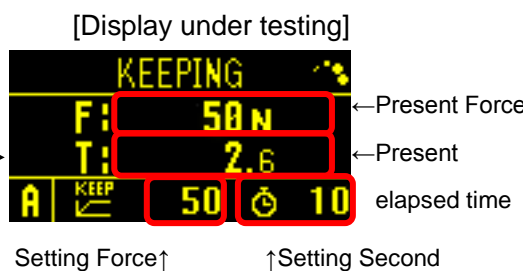 [Display under testing]
KEEPING
F: 50 N ←Present Force
T: 2.6 ←Present
elapsed time
A KEEP 50 10
Setting Force↑ ↑Setting Second